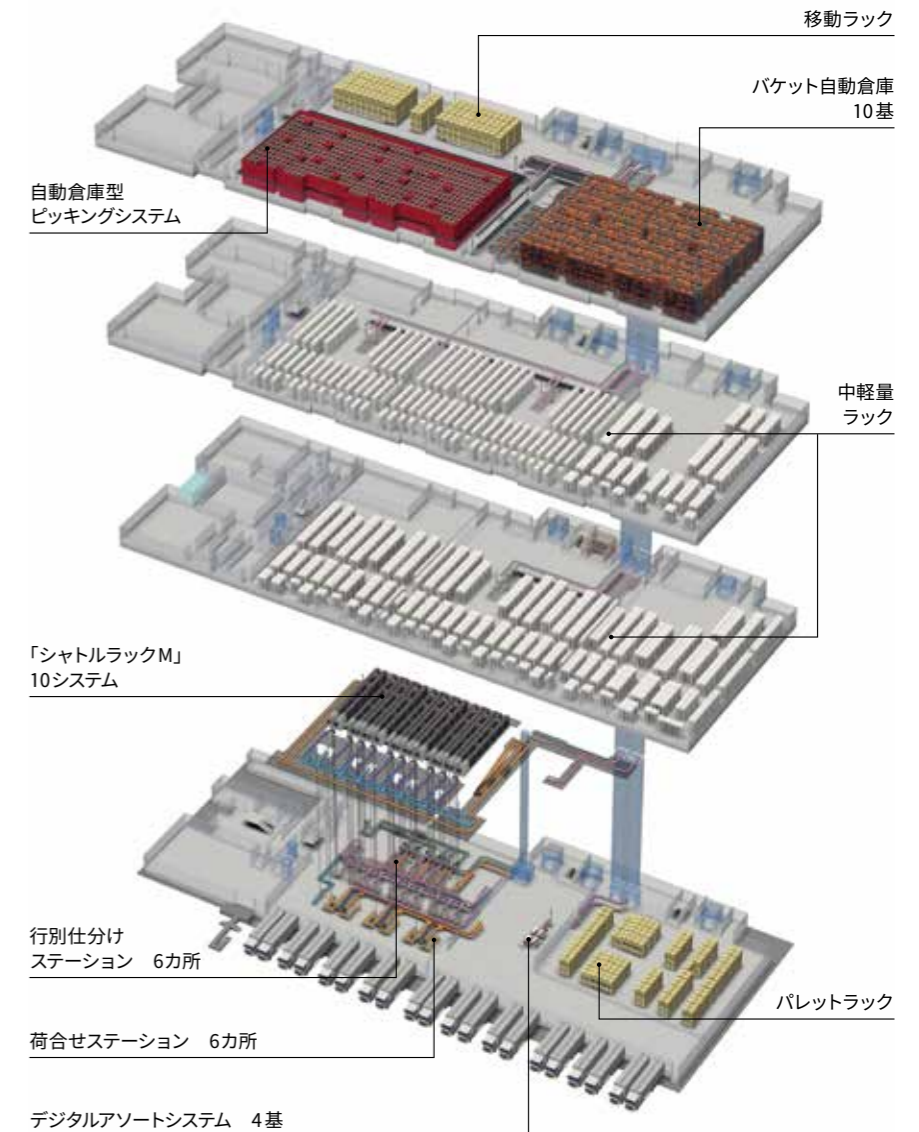 移動ラック
バケット自動倉庫
10基
自動倉庫型
ピッキングシステム
中軽量
ラック
「シャトルラックM」
10システム
行別仕分け
ステーション　6カ所
パレットラック
荷合せステーション　6カ所
デジタルアソートシステム　4基